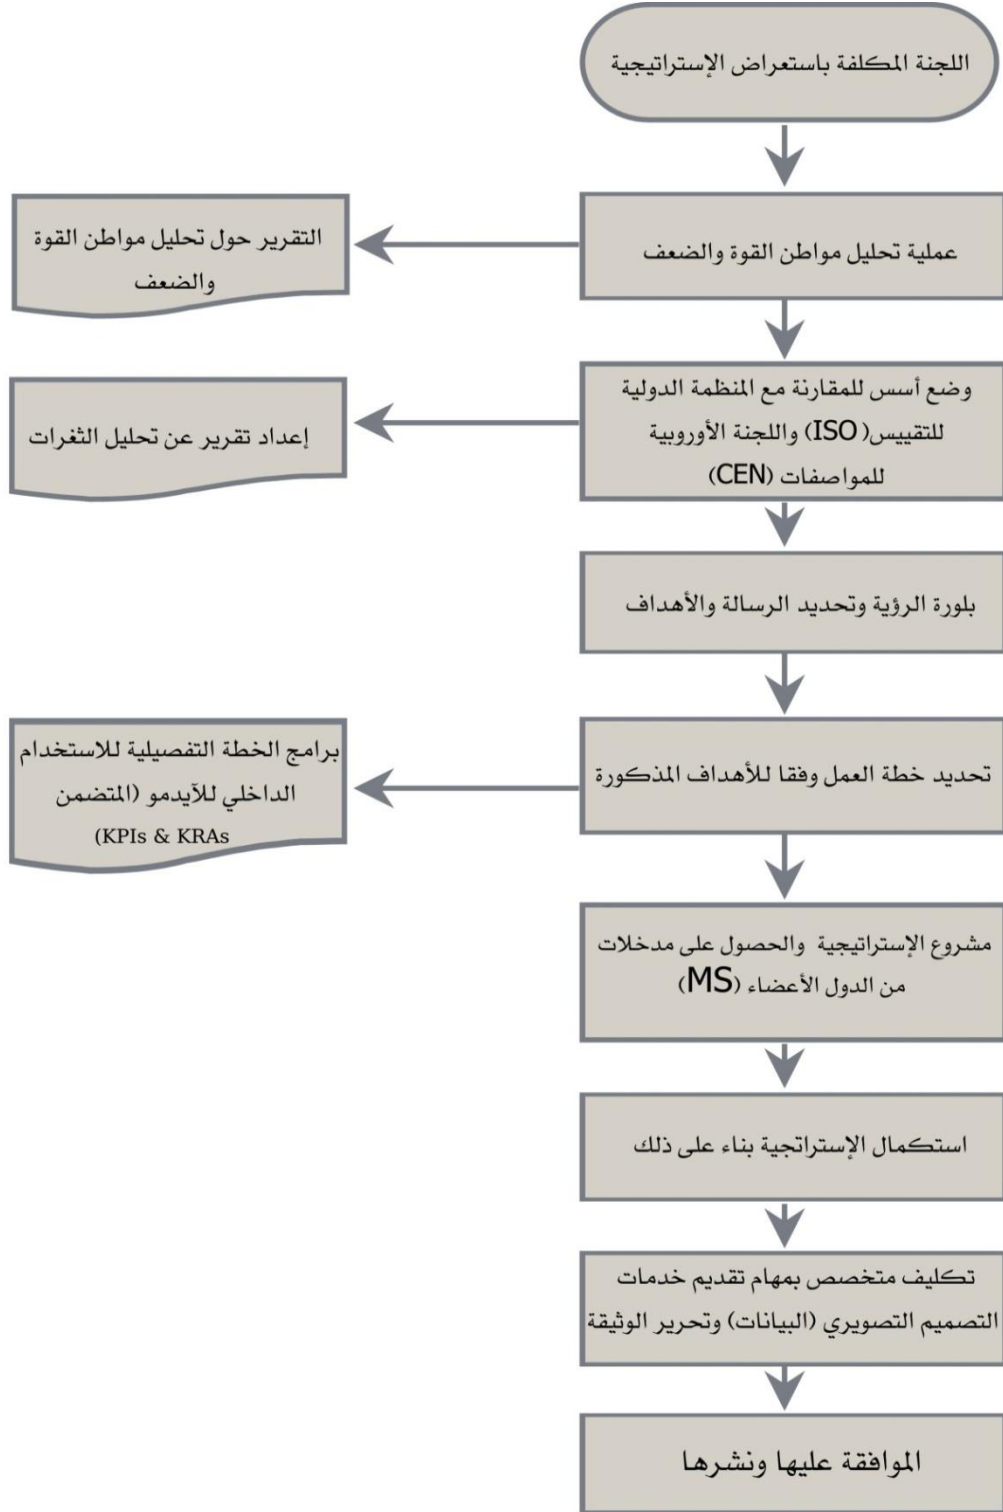 اللجنة المكلفة باستعراض الإستراتيجية
عملية تحليل مواطن القوة والضعف
التقرير حول تحليل مواطن القوة
والضعف
وضع أسس للمقارنة مع المنظمة الدولية
للتقييس( ISO) واللجنة الأوروبية
للمواصفات (CEN)
إعداد تقرير عن تحليل الثغرات
بلورة الرؤية وتحديد الرسالة والأهداف
تحديد خطة العمل وفقا للأهداف المذكورة
برامج الخطة التفصيلية للاستخدام
الداخلي للآيدمو (المتضمن
KPIs & KRAs)
مشروع الإستراتيجية والحصول على مدخلات
من الدول الأعضاء (MS)
استكمال الإستراتجية بناء على ذلك
تكليف متخصص بمهام تقديم خدمات
التصميم التصويري (البيانات) وتحرير الوثيقة
الموافقة عليها ونشرها